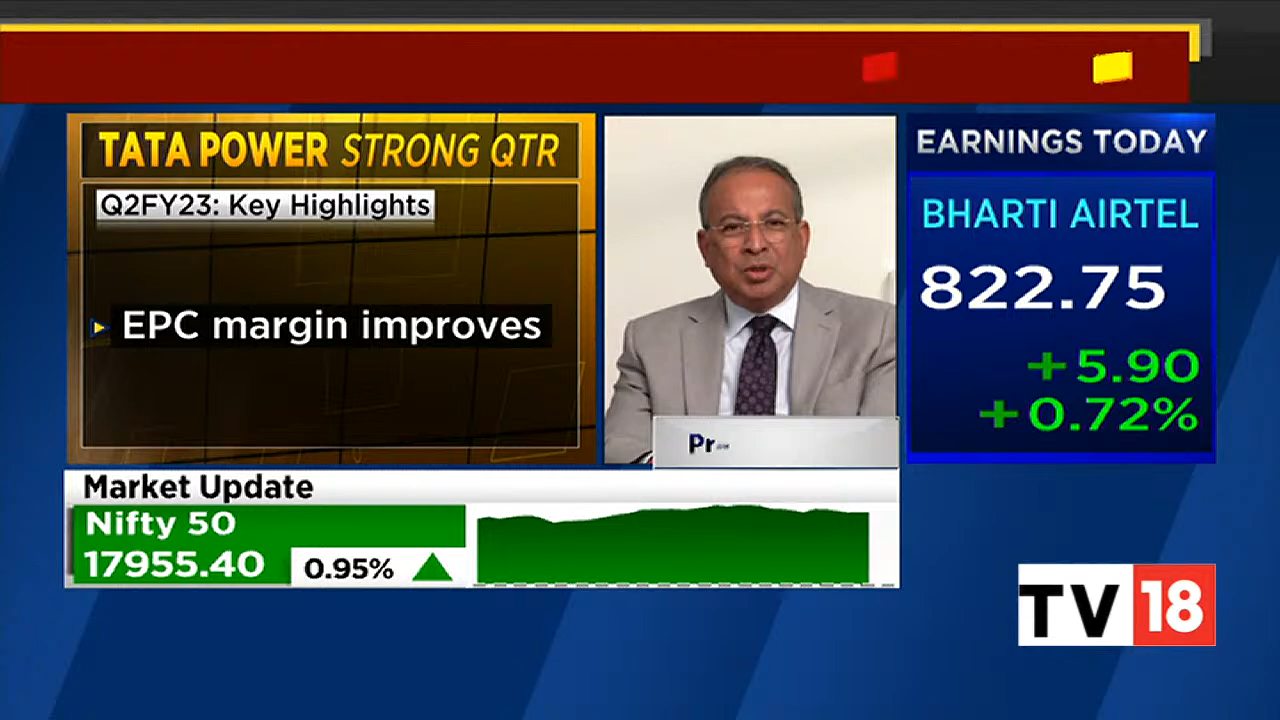 TATA POWER STRONG QTR
Q2FY23: Key Highlights
EPC margin improves
Pr
EARNINGS TODAY
BHARTI AIRTEL
822.75
+5.90
+0.72%
Market Update
Nifty 50
17955.40
0.95%
TV18